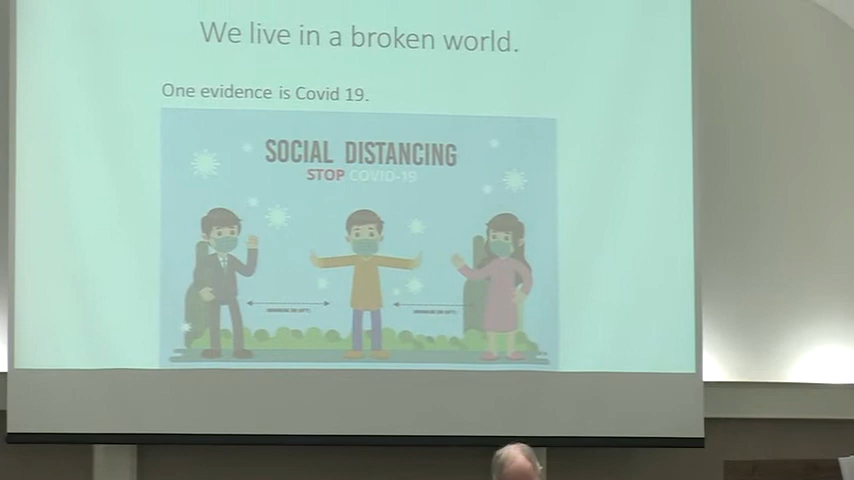 We live in a broken world.
One evidence is Covid 19.
SOCIAL DISTANCING
STOP COVID-19